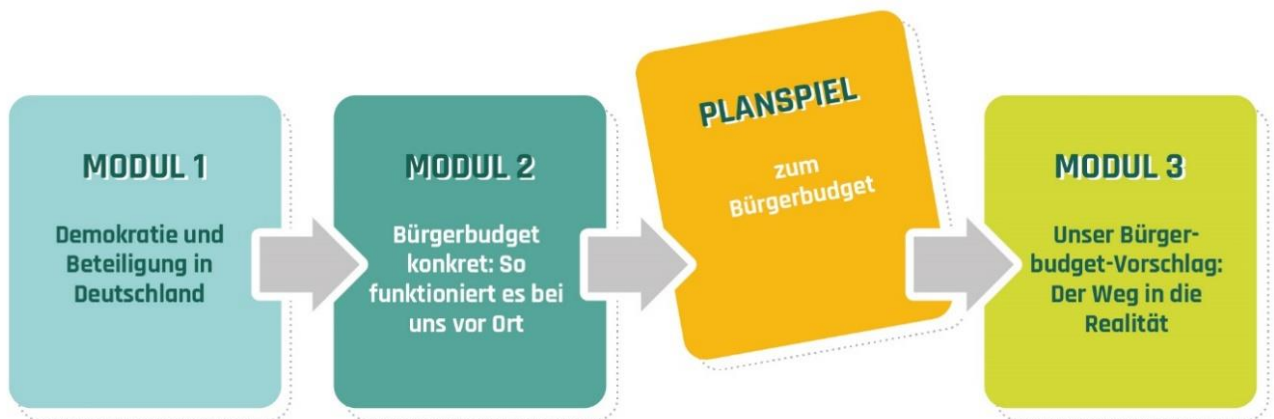 MODUL 1
Demokratie und
Beteiligung in
Deutschland
MODUL 2
Bürgerbudget
konkret: So
funktioniert es bei
uns vor Ort
PLANSPIEL
zum
Bürgerbudget
MODUL 3
Unser Bürger-
budget-Vorschlag:
Der Weg in die
Realität